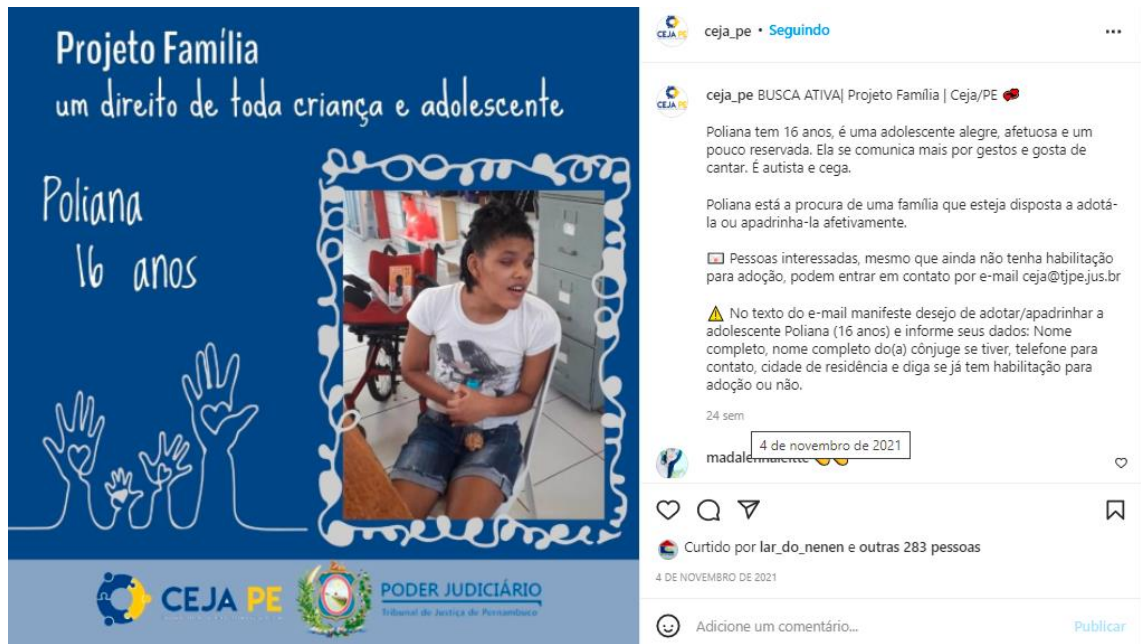 Projeto Família
um direito de toda criança e adolescente
Poliana
16 anos
CEJA PE
PODER JUDICIÁRIO
Tribunal de Justiça de Pernambuco
CEJA PE
ceja_pe • Seguindo
CEJA PE
ceja_pe BUSCA ATIVA| Projeto Família | Ceja/PE
Poliana tem 16 anos, é uma adolescente alegre, afetuosa e um
pouco reservada. Ela se comunica mais por gestos e gosta de
cantar. É autista e cega.
Poliana está a procura de uma família que esteja disposta a adotá-
la ou apadrinha-la afetivamente.
Pessoas interessadas, mesmo que ainda não tenha habilitação
para adoção, podem entrar em contato por e-mail ceja@tjpe.jus.br
No texto do e-mail manifeste desejo de adotar/apadrinhar a
adolescente Poliana (16 anos) e informe seus dados: Nome
completo, nome completo do(a) cônjuge se tiver, telefone para
contato, cidade de residência e diga se já tem habilitação para
adoção ou não.
24 sem
4 de novembro de 2021
Curtido por lar_do_nenen e outras 283 pessoas
4 DE NOVEMBRO DE 2021
Adicione um comentário...
Publicar